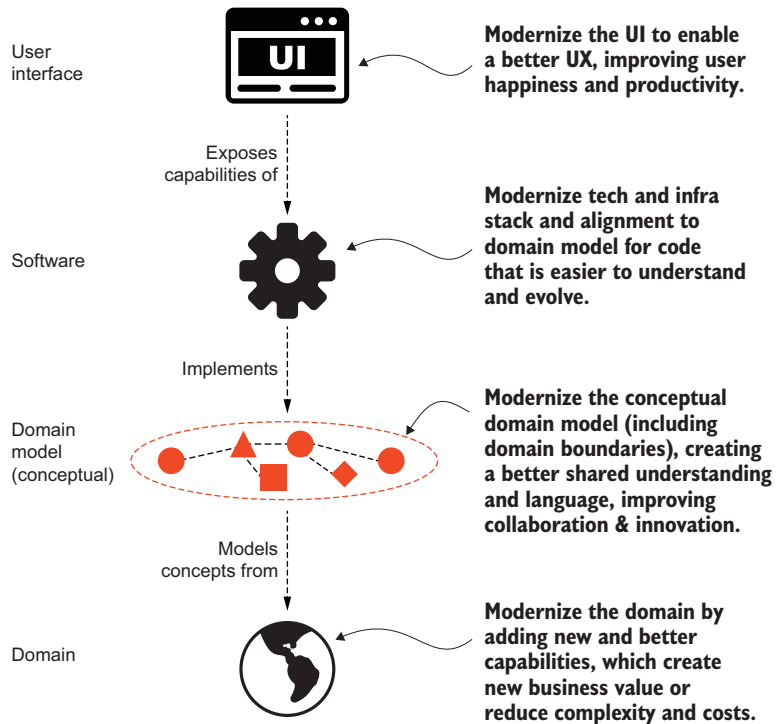 User
interface
UI
Modernize the UI to enable
a better UX, improving user
happiness and productivity.
Exposes
capabilities of
Software
Modernize tech and infra
stack and alignment to
domain model for code
that is easier to understand
and evolve.
Implements
Domain
model
(conceptual)
Modernize the conceptual
domain model (including
domain boundaries), creating
a better shared understanding
and language, improving
collaboration & innovation.
Models
concepts from
Domain
Modernize the domain by
adding new and better
capabilities, which create
new business value or
reduce complexity and costs.